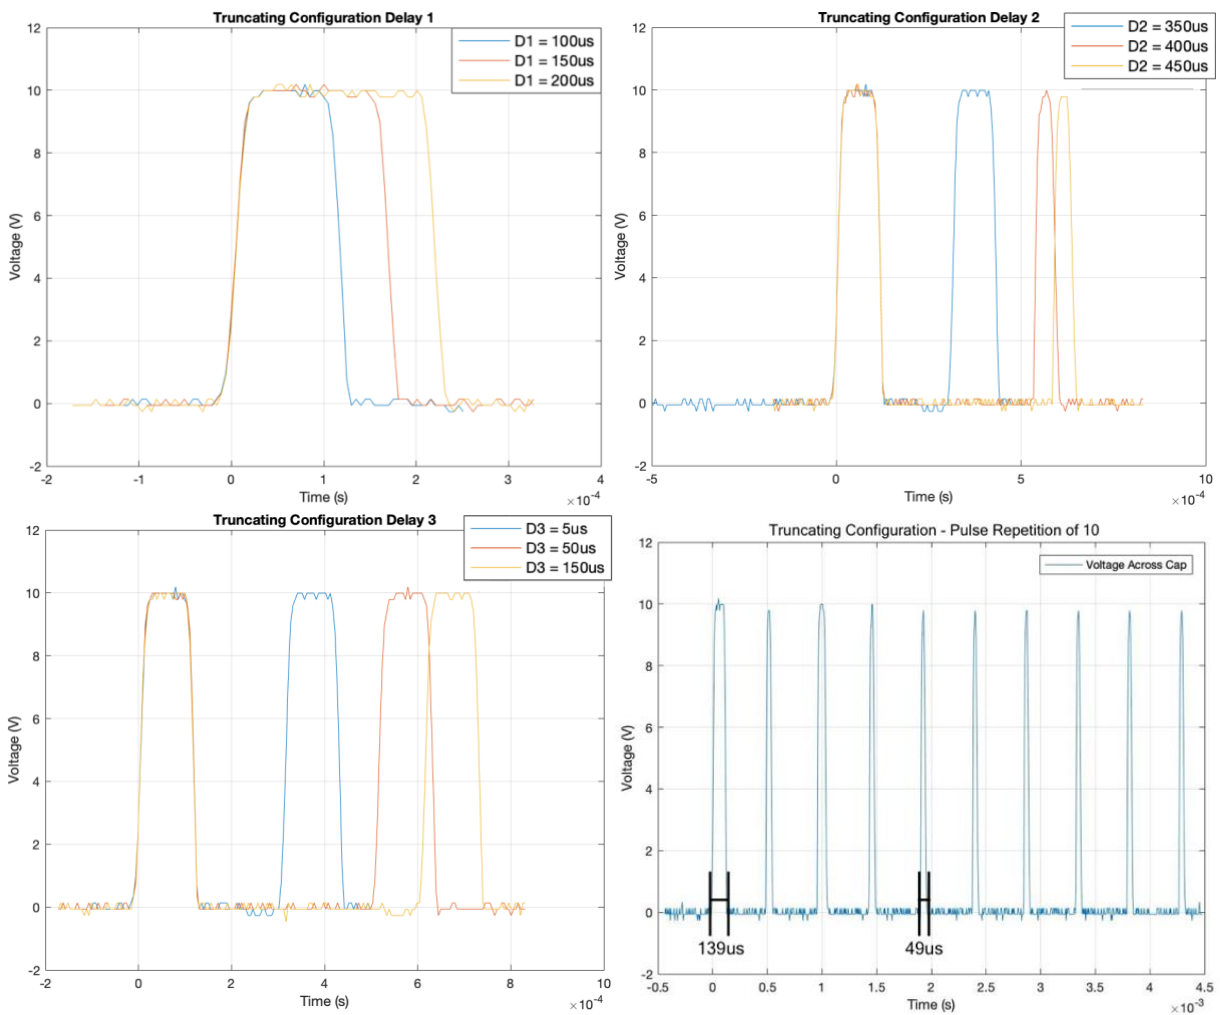 Truncating Configuration Delay 1
12
10
8
6
4
2
0
-2
Voltage (V)
D1 = 100us
D1 = 150us
D1 = 200us
-2
-1
0
1
2
3
4
Time (s)
×10⁻⁴
Truncating Configuration Delay 2
12
10
8
6
4
2
0
-2
Voltage (V)
D2 = 350us
D2 = 400us
D2 = 450us
-5
0
5
10
Time (s)
×10⁻⁴
Truncating Configuration Delay 3
12
10
8
6
4
2
0
-2
Voltage (V)
D3 = 5us
D3 = 50us
D3 = 150us
0
2
4
6
8
10
Time (s)
×10⁻⁴
Truncating Configuration - Pulse Repetition of 10
12
10
8
6
4
2
0
-2
Voltage (V)
Voltage Across Cap
139us
49us
-0.5
0
0.5
1
1.5
2
2.5
3
3.5
4
4.5
Time (s)
×10⁻³